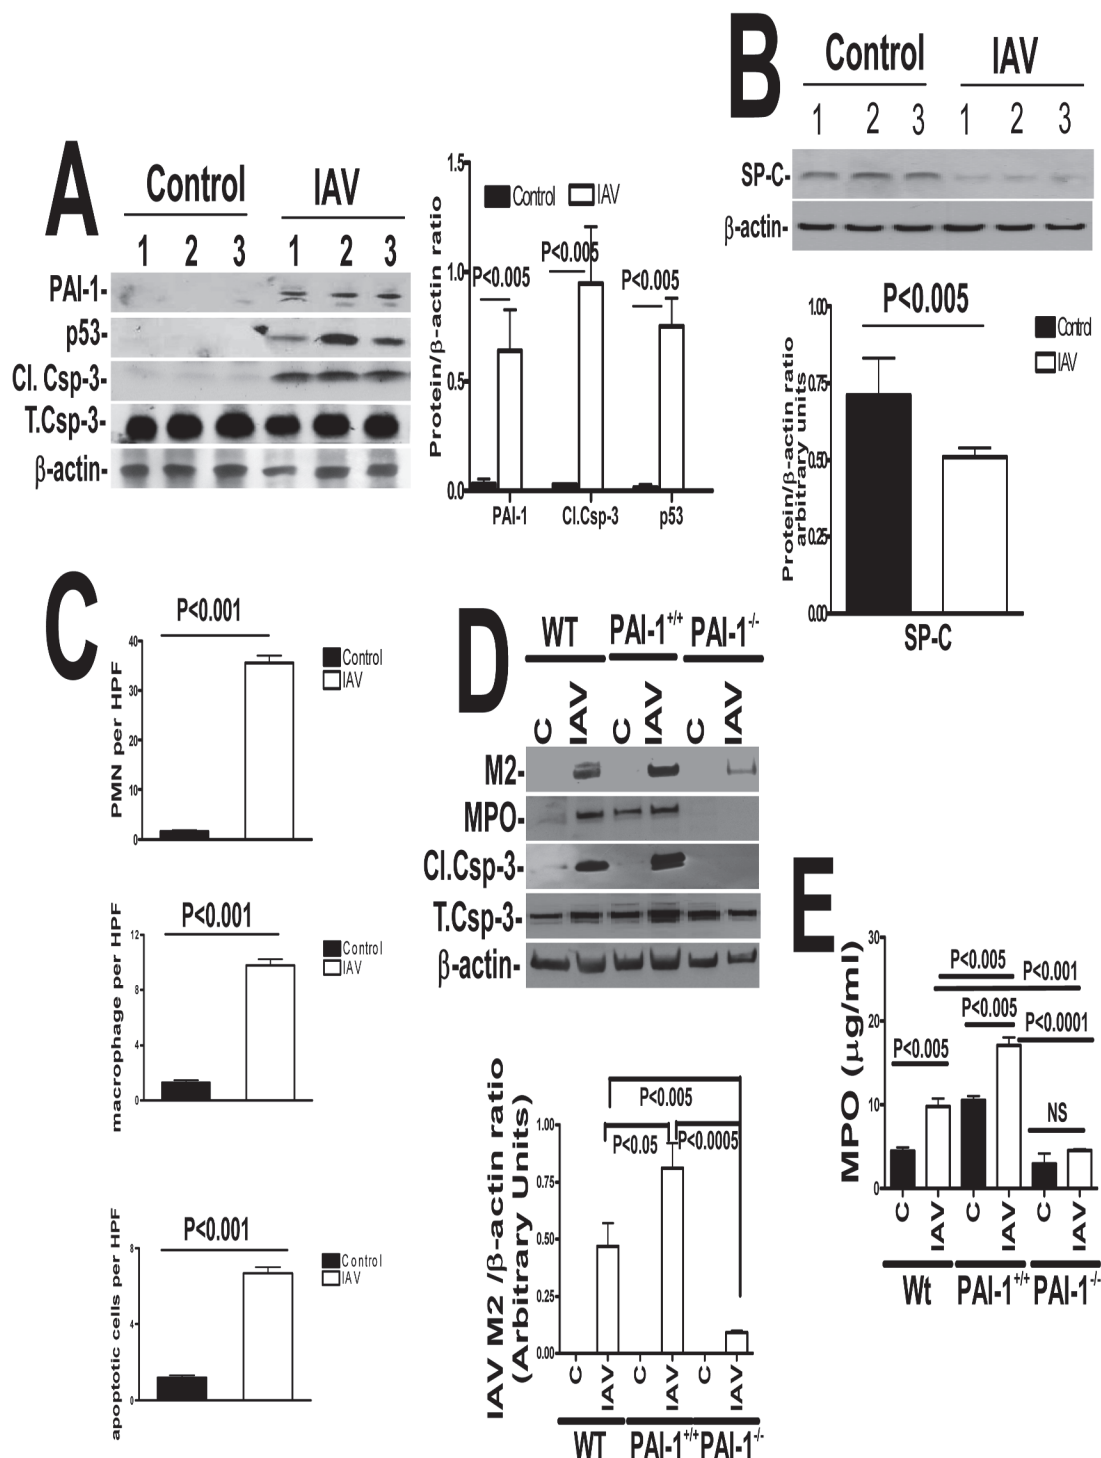 A
Control IAV
1 2 3 1 2 3
PAI-1-
p53-
Cl. Csp-3-
T.Csp-3-
β-actin-
Protein/β-actin ratio
1.5
1.0
0.5
0.0
Control IAV
P<0.005
P<0.005
P<0.005
PAI-1 Cl.Csp-3 p53
B
Control IAV
1 2 3 1 2 3
SP-C-
β-actin-
Protein/β-actin ratio
arbitrary units
1.00
0.75
0.50
0.25
0.00
P<0.005
Control
IAV
SP-C
C
P<0.001
PMN per HPF
40
30
20
10
0
Control
IAV
P<0.001
macrophage per HPF
12
8
4
0
Control
IAV
P<0.001
apoptotic cells per HPF
8
4
0
Control
IAV
D
WT PAI-1+/+ PAI-1-/-
C IAV C IAV C IAV
M2-
MPO-
Cl.Csp-3-
T.Csp-3-
β-actin-
IAV M2 /β-actin ratio
(Arbitrary Units)
1.00
0.75
0.50
0.25
0.00
P<0.005
P<0.05
P<0.0005
C IAV C IAV C IAV
WT PAI-1+/+ PAI-1-/-
E
MPO (µg/ml)
30
20
10
0
P<0.005
P<0.001
P<0.005
P<0.0001
P<0.005
NS
C IAV C IAV C IAV
Wt PAI-1+/+ PAI-1-/-